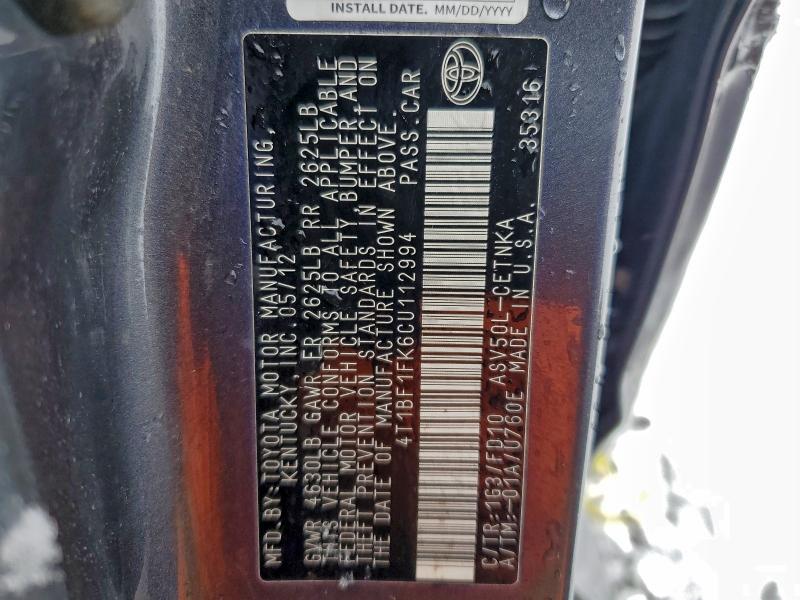 INSTALL DATE. MM/DD/YYYY
MFD.BY:TOYOTA MOTOR MANUFACTURING,
KENTUCKY, INC. 05/12
GVWR 4630LB GAWR FR 2625LB RR 2625LB
THIS VEHICLE CONFORMS TO ALL APPLICABLE
FEDERAL MOTOR VEHICLE SAFETY, BUMPER AND
THEFT PREVENTION STANDARDS IN EFFECT ON
THE DATE OF MANUFACTURE SHOWN ABOVE.
4T1BF1FK6CU112994 PASS.CAR
C/TR:1G3/FD10 ASV50L-CETNKA
A/TM:-01A/U760E MADE IN U.S.A. 35316